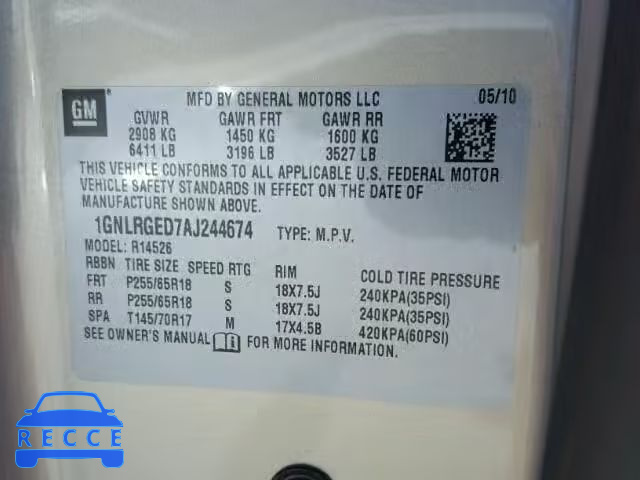 GM MFD BY GENERAL MOTORS LLC 05/10
GVWR GAWR FRT GAWR RR
2908 KG 1450 KG 1600 KG
6411 LB 3196 LB 3527 LB
THIS VEHICLE CONFORMS TO ALL APPLICABLE U.S. FEDERAL MOTOR
VEHICLE SAFETY STANDARDS IN EFFECT ON THE DATE OF
MANUFACTURE SHOWN ABOVE.
1GNLRGED7AJ244674 TYPE: M.P.V.
MODEL: R14526
RBBN TIRE SIZE SPEED RTG RIM COLD TIRE PRESSURE
FRT P255/65R18 S 18X7.5J 240KPA(35PSI)
RR P255/65R18 S 18X7.5J 240KPA(35PSI)
SPA T145/70R17 M 17X4.5B 420KPA(60PSI)
SEE OWNER'S MANUAL i FOR MORE INFORMATION.
RECCE